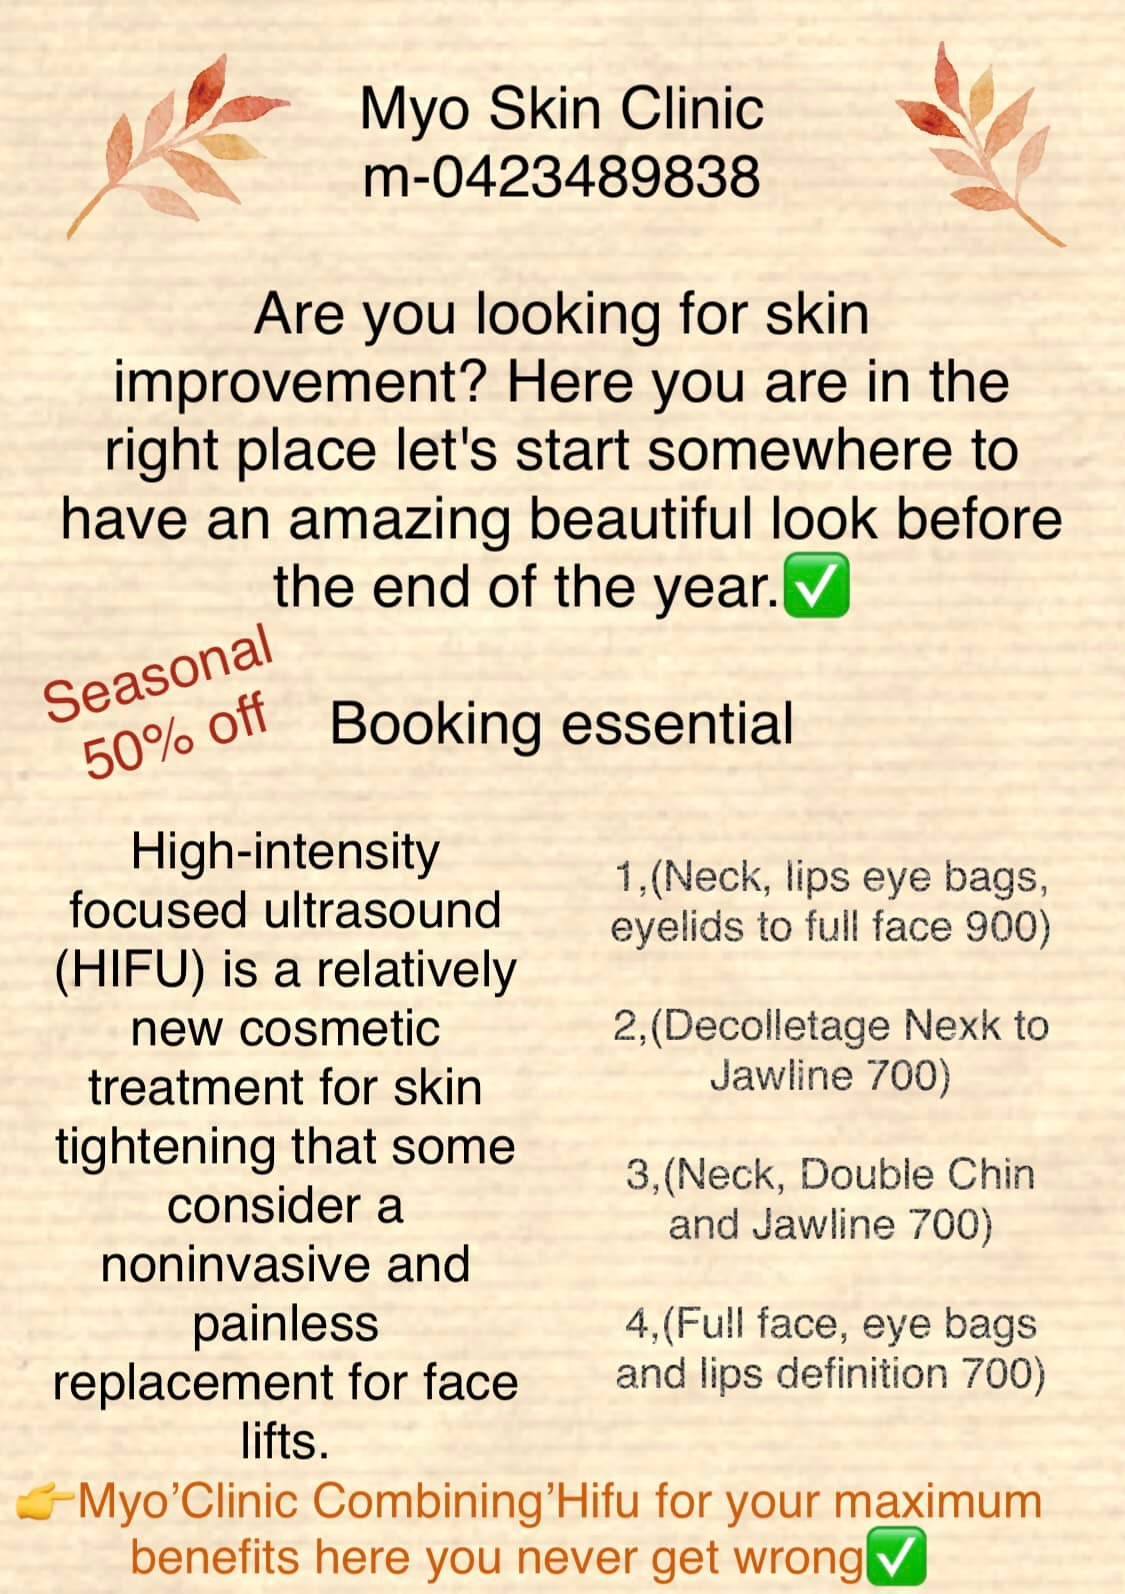 Myo Skin Clinic
m-0423489838
Are you looking for skin
improvement? Here you are in the
right place let's start somewhere to
have an amazing beautiful look before
the end of the year.✅
Seasonal
50% off
Booking essential
High-intensity
focused ultrasound
(HIFU) is a relatively
new cosmetic
treatment for skin
tightening that some
consider a
noninvasive and
painless
replacement for face
lifts.
1,(Neck, lips eye bags,
eyelids to full face 900)
2,(Decolletage Nexk to
Jawline 700)
3,(Neck, Double Chin
and Jawline 700)
4,(Full face, eye bags
and lips definition 700)
👉Myo’Clinic Combining’Hifu for your maximum
benefits here you never get wrong✅